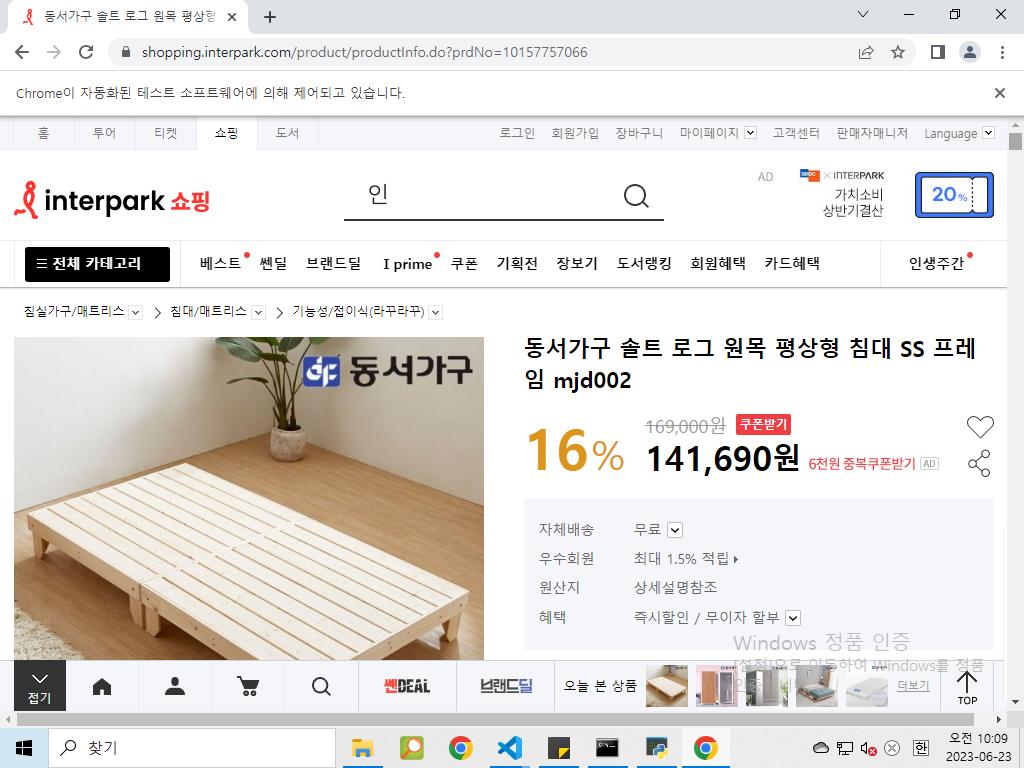 동서가구 솔트 로그 원목 평상형
shopping.interpark.com/product/productInfo.do?prdNo=10157757066
Chrome이 자동화된 테스트 소프트웨어에 의해 제어되고 있습니다.
홈 투어 티켓 쇼핑 도서 로그인 회원가입 장바구니 마이페이지 고객센터 판매자매니저 Language
interpark 쇼핑 인 AD × INTERPARK
가치소비
상반기결산
20%
전체 카테고리 베스트 쎈딜 브랜드딜 I prime 쿠폰 기획전 장보기 도서랭킹 회원혜택 카드혜택 인생주간
침실가구/매트리스 침대/매트리스 기능성/접이식(라꾸라꾸)
동서가구
동서가구 솔트 로그 원목 평상형 침대 SS 프레
임 mjd002
169,000원 쿠폰받기
16% 141,690원 6천원 중복쿠폰받기 AD
자체배송 무료
우수회원 최대 1.5% 적립
원산지 상세설명참조
혜택 즉시할인 / 무이자 할부
Windows 정품 인증
[설정]으로 이동하여 Windows를 정품
접기 쎈DEAL 브랜드딜 오늘 본 상품 더보기 TOP
찾기
한
오전 10:09
2023-06-23